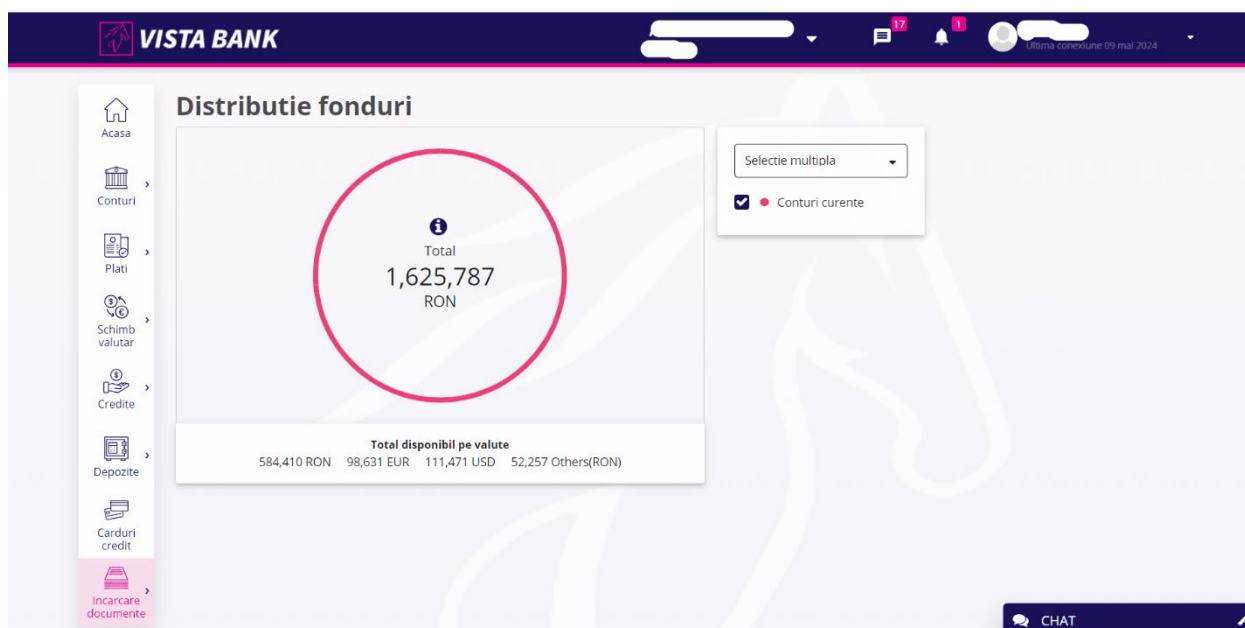 VISTA BANK
17
1
Ultima conexiune 09 mai 2024
Acasa
Conturi
Plati
Schimb
valutar
Credite
Depozite
Carduri
credit
Incarcare
documente
Distributie fonduri
Total
1,625,787
RON
Total disponibil pe valute
584,410 RON 98,631 EUR 111,471 USD 52,257 Others(RON)
Selectie multipla
Conturi curente
CHAT